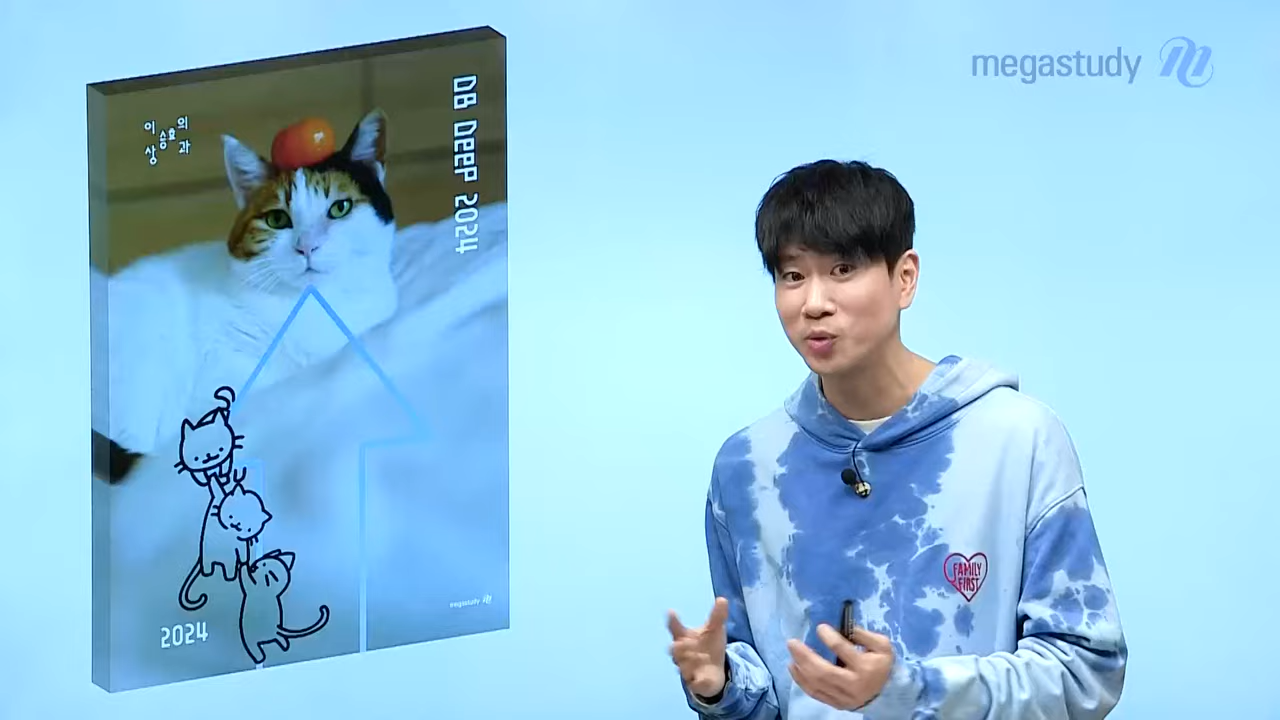 megastudy
DB Deep 2024
이승효의
상과
FAMILY
FIRST
megastudy
2024